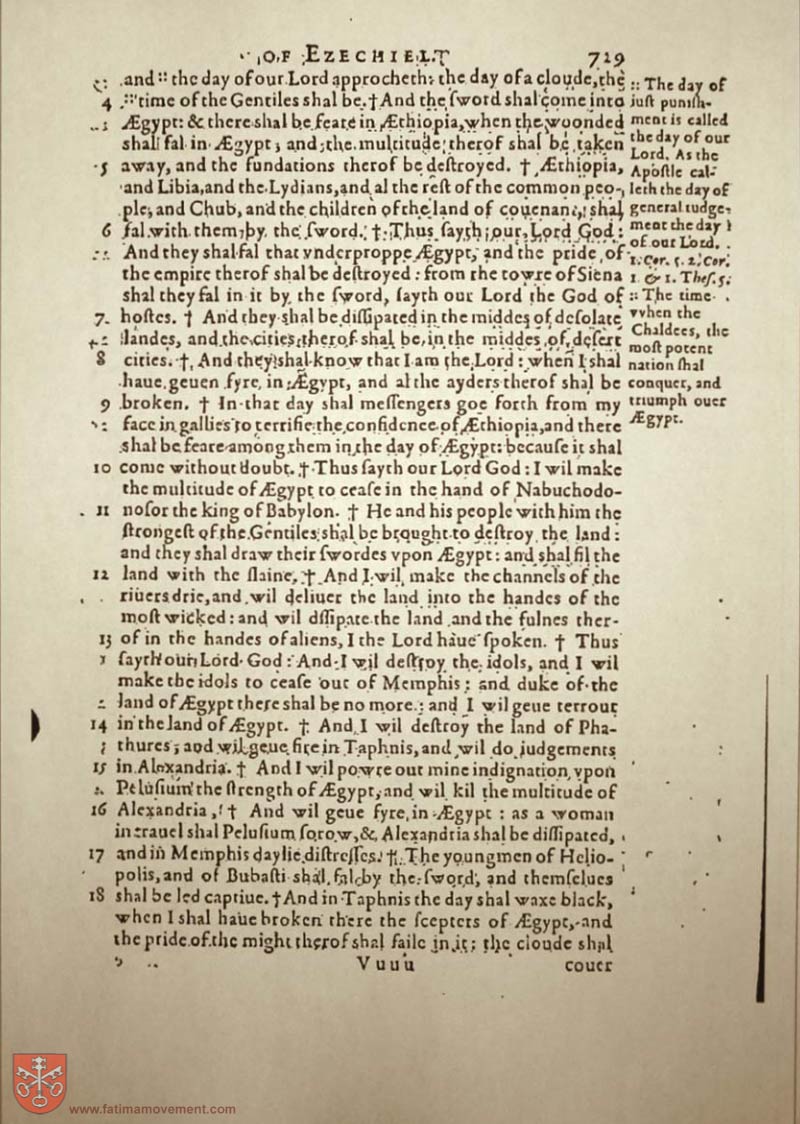 OF EZECHIEL.
729
and :: the day of our Lord approcheth: the day of a cloude, the
4 :: time of the Gentiles shal be. † And the ſword shal come into
Ægypt: & there shal be feare in Æthiopia, when the wounded
shal fal in Ægypt, and the multitude therof shal be taken
5 away, and the fundations therof be deſtroyed. † Æthiopia,
and Libia, and the Lydians, and al the reſt of the common peo-
ple, and Chub, and the children of the land of couenant, shal
6 fal with them by the ſword. † Thus ſayth our Lord God:
And they shal fal that vnderproppe Ægypt, and the pride of
the empire therof shal be deſtroyed: from the towre of Siena
shal they fal in it by the ſword, ſayth our Lord the God of
7 hoſtes. † And they shal be diſſipated in the middes of deſolate
landes, and the cities therof shal be in the middes of deſert
8 cities. † And they shal know that I am the Lord: when I shal
haue geuen fyre in Ægypt, and al the ayders therof shal be
9 broken. † In that day shal meſſengers goe forth from my
face in gallies to terrifie the confidence of Æthiopia, and there
shal be feare among them in the day of Ægypt: becauſe it shal
10 come without doubt. † Thus ſayth our Lord God: I wil make
the multitude of Ægypt to ceaſe in the hand of Nabuchodo-
11 noſor the king of Babylon. † He and his people with him the
ſtrongeſt of the Gentiles shal be brought to deſtroy the land:
and they shal draw their ſwordes vpon Ægypt: and shal fil the
12 land with the ſlaine. † And I wil make the channels of the
riuers drie, and wil deliuer the land into the handes of the
moſt wicked: and wil diſſipate the land and the fulnes ther-
13 of in the handes of aliens, I the Lord haue ſpoken. † Thus
ſayth our Lord God: And I wil deſtroy the idols, and I wil
make the idols to ceaſe out of Memphis: and duke of the
land of Ægypt there shal be no more: and I wil geue terrour
14 in the land of Ægypt. † And I wil deſtroy the land of Pha-
thures, and wil geue fire in Taphnis, and wil do judgements
15 in Alexandria. † And I wil powre out mine indignation vpon
Peluſium the ſtrength of Ægypt, and wil kil the multitude of
16 Alexandria, † And wil geue fyre in Ægypt: as a woman
in trauel shal Peluſium ſorow, & Alexandria shal be diſſipated,
17 and in Memphis daylie diſtreſſes. † The youngmen of Helio-
polis, and of Bubaſti shal fal by the ſword, and themſelues
18 shal be led captiue. † And in Taphnis the day shal waxe black,
when I shal haue broken there the ſcepters of Ægypt, and
the pride of the might therof shal faile in it: the cloude shal
Vuuu
couer
:: The day of
juſt punish-
ment is called
the day of our
Lord. As the
Apoſtle cal-
leth the day of
general iudge-
ment the day
of our Lord.
1. Cor. 5. 2. Cor.
1. & 1. Theſ. 5.
:: The time
vvhen the
Chaldees, the
moſt potent
nation shal
conquer, and
triumph ouer
Ægypt.
www.fatimamovement.com